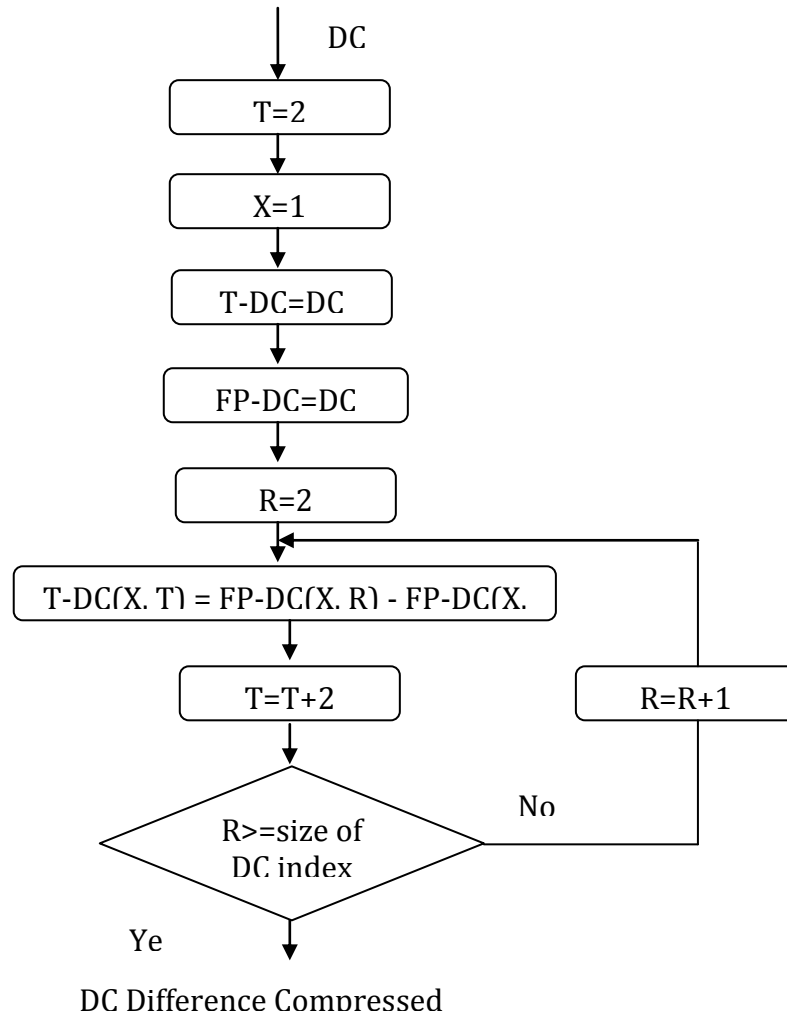 DC
T=2
X=1
T-DC=DC
FP-DC=DC
R=2
T-DC(X, T) = FP-DC(X, R) - FP-DC(X,
T=T+2
R=R+1
No
R>=size of
DC index
Ye
DC Difference Compressed